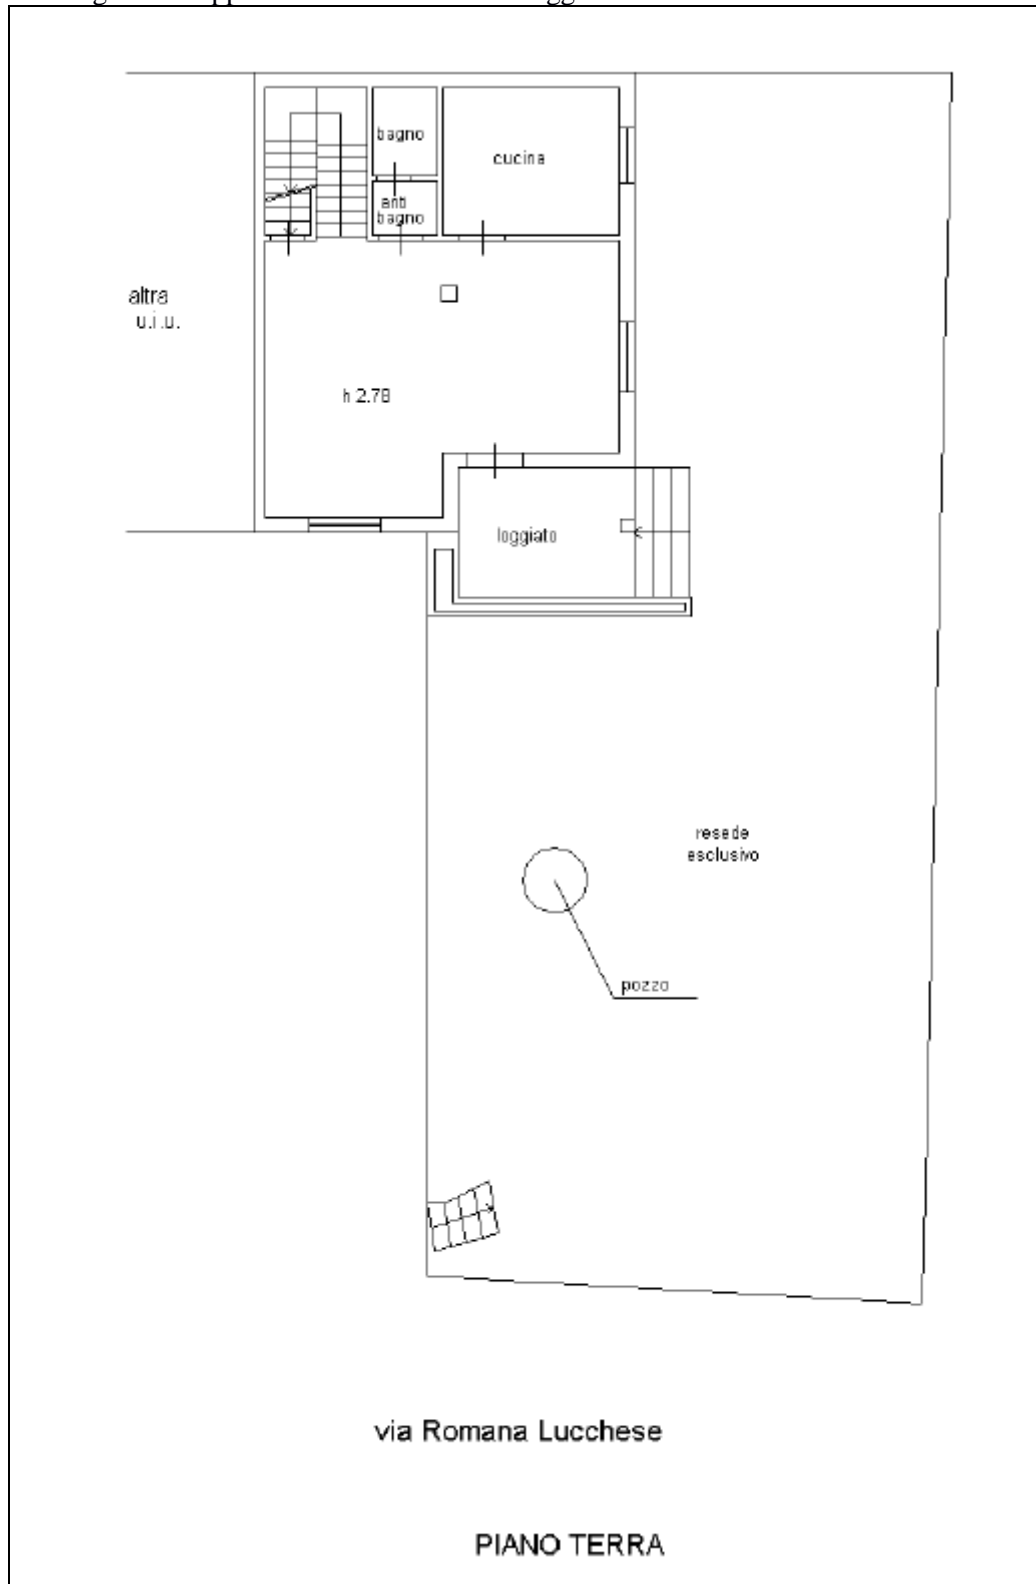 bagno
cucina
anti
bagno
altra
u.i.u.
h 2.78
loggiato
resede
esclusivo
pozzo
via Romana Lucchese
PIANO TERRA